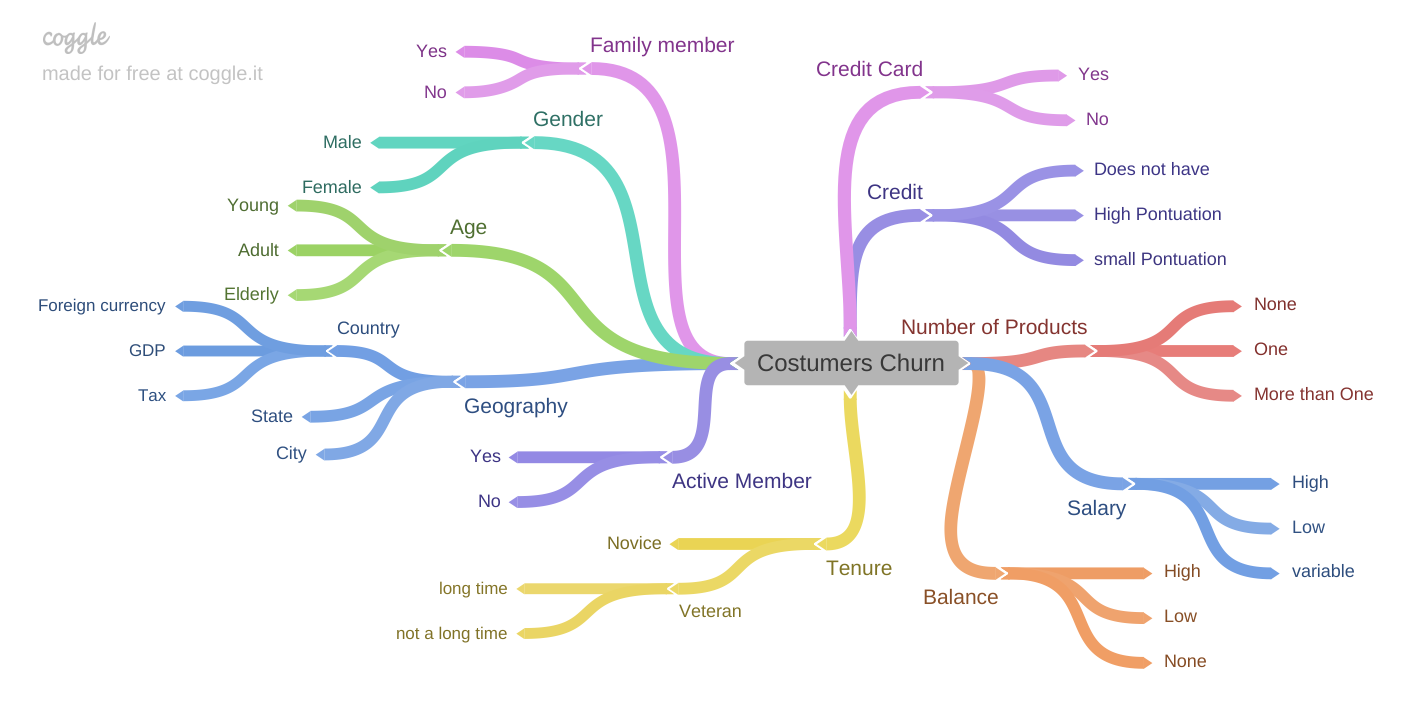 coggle
made for free at coggle.it
Costumers Churn
Family member
Yes
No
Gender
Male
Female
Age
Young
Adult
Elderly
Geography
Country
Foreign currency
GDP
Tax
State
City
Active Member
Yes
No
Tenure
Novice
Veteran
long time
not a long time
Credit Card
Yes
No
Credit
Does not have
High Pontuation
small Pontuation
Number of Products
None
One
More than One
Salary
High
Low
variable
Balance
High
Low
None